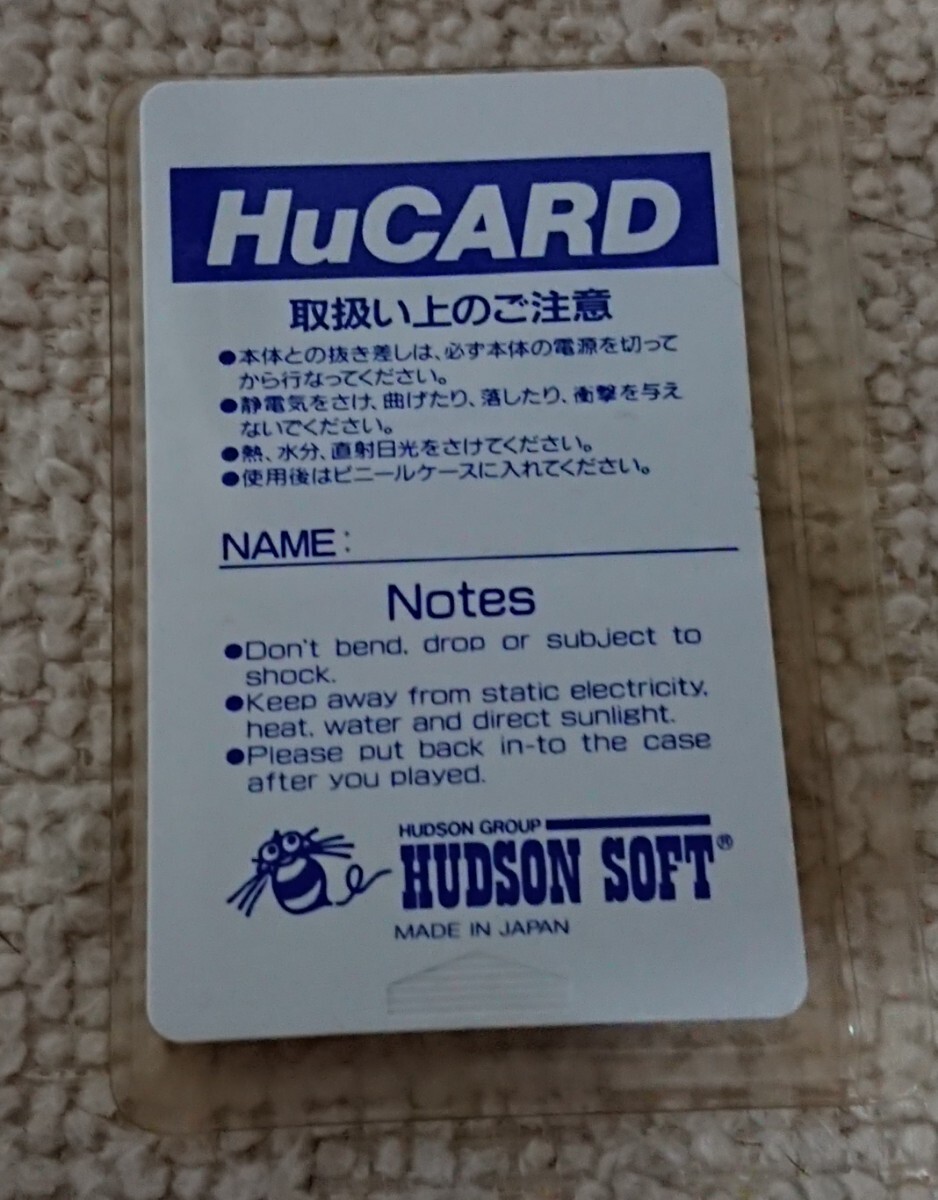 HuCARD
取扱い上のご注意
●本体との抜き差しは、必ず本体の電源を切って
から行なってください。
●静電気をさけ、曲げたり、落したり、衝撃を与え
ないでください。
●熱、水分、直射日光をさけてください。
●使用後はビニールケースに入れてください。
NAME:
Notes
●Don't bend, drop or subject to
shock.
●Keep away from static electricity,
heat, water and direct sunlight.
●Please put back in-to the case
after you played.
HUDSON GROUP
HUDSON SOFT®
MADE IN JAPAN